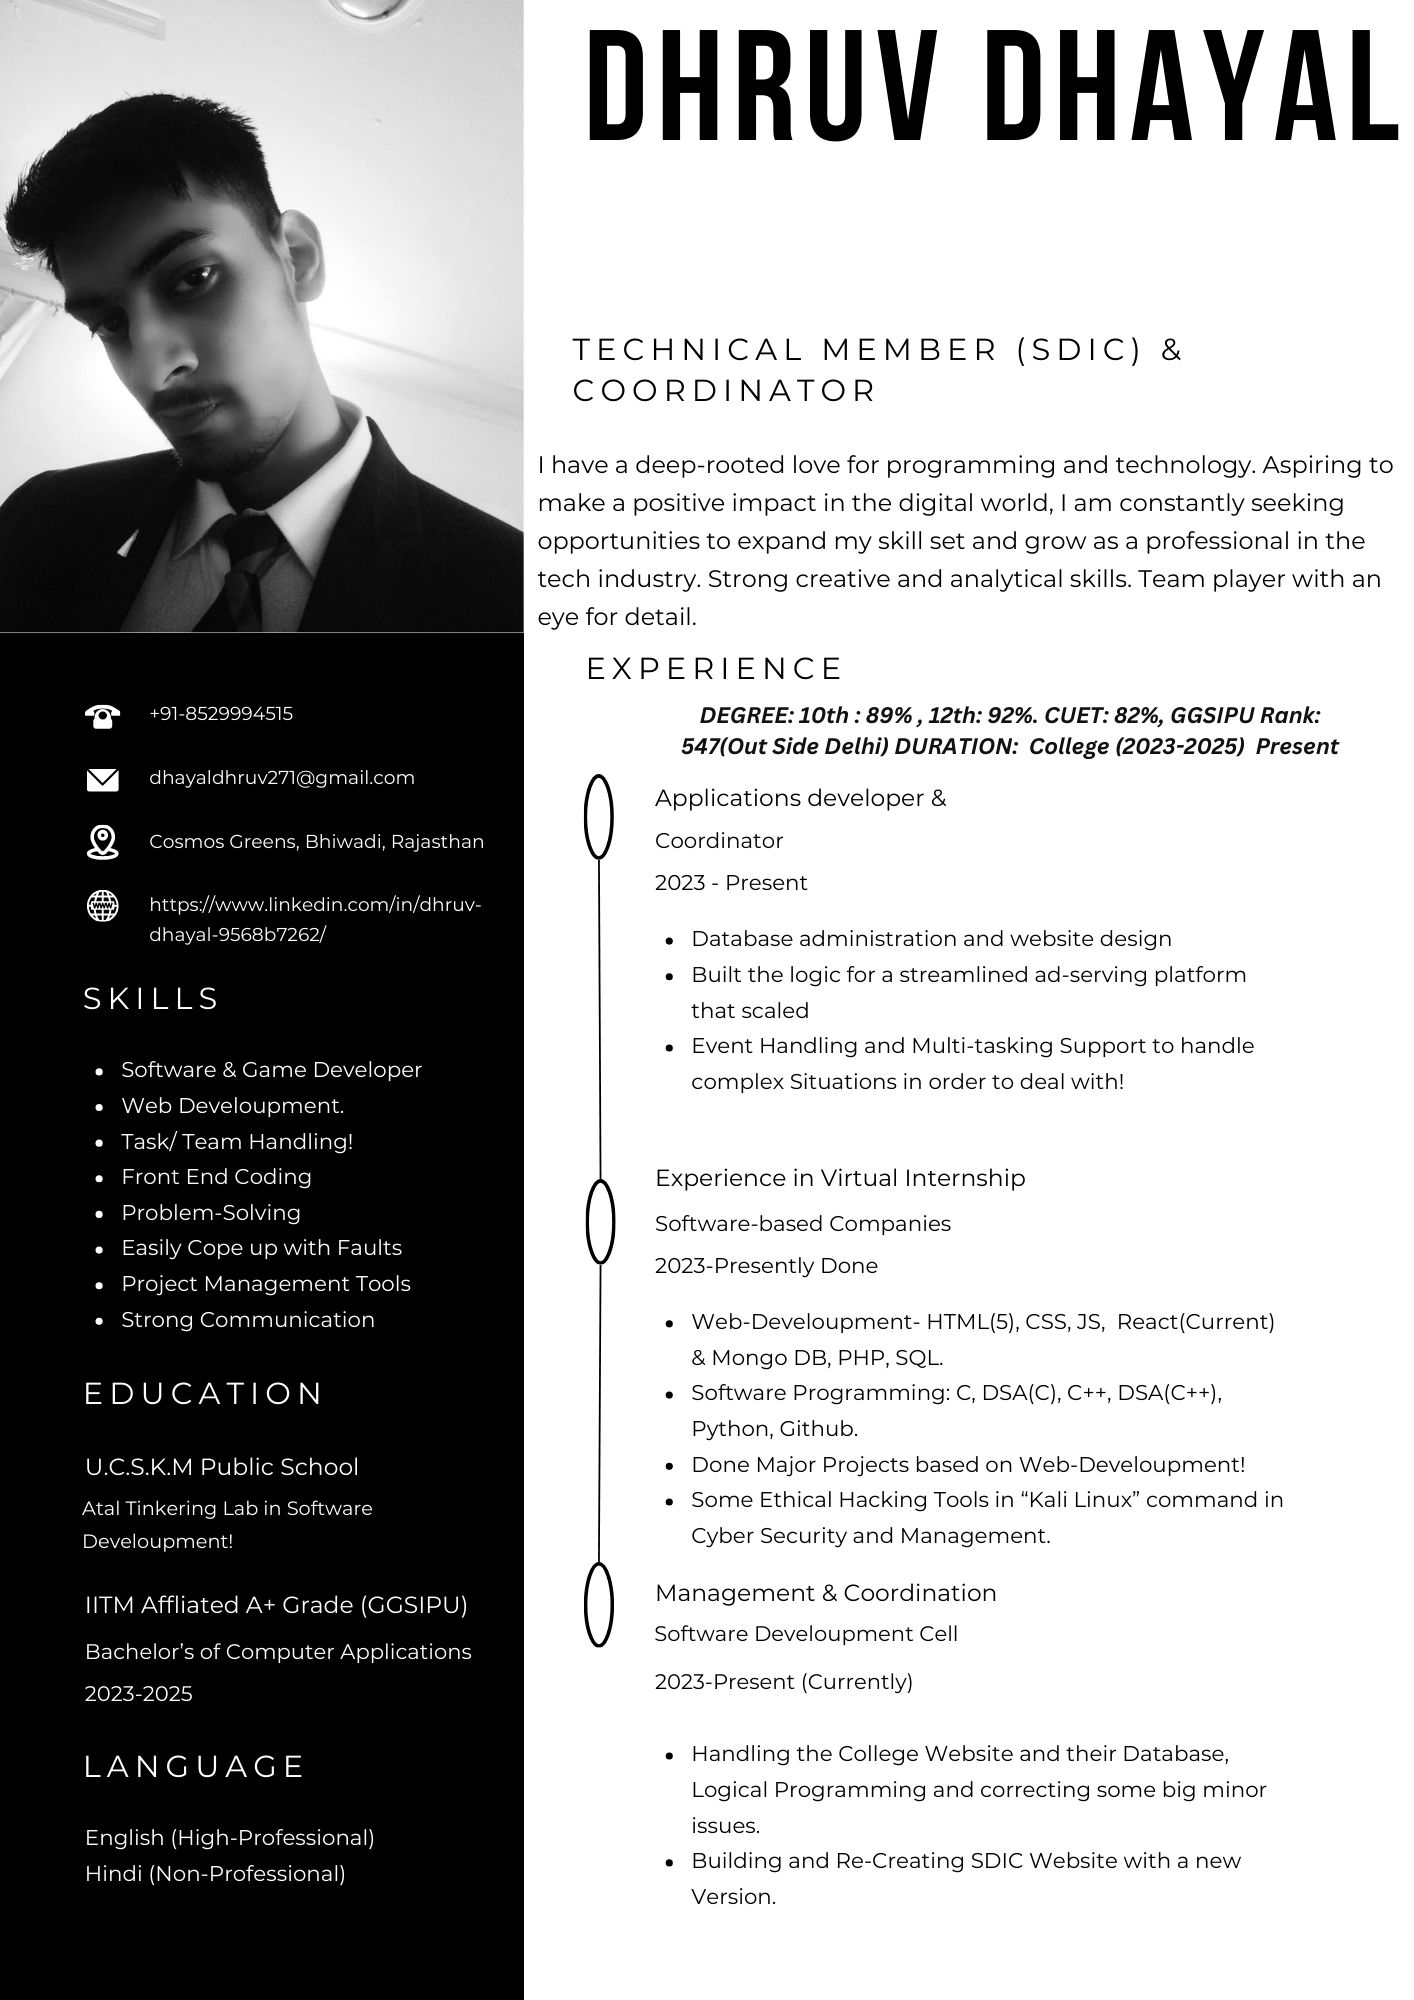 DHRUV DHAYAL
TECHNICAL MEMBER (SDIC) &
COORDINATOR
I have a deep-rooted love for programming and technology. Aspiring to
make a positive impact in the digital world, I am constantly seeking
opportunities to expand my skill set and grow as a professional in the
tech industry. Strong creative and analytical skills. Team player with an
eye for detail.
+91-8529994515
dhayaldhruv271@gmail.com
Cosmos Greens, Bhiwadi, Rajasthan
WWW
https://www.linkedin.com/in/dhruv-
dhayal-9568b7262/
SKILLS
• Software & Game Developer
• Web Develoupment.
• Task/ Team Handling!
• Front End Coding
• Problem-Solving
• Easily Cope up with Faults
• Project Management Tools
• Strong Communication
EDUCATION
U.C.S.K.M Public School
Atal Tinkering Lab in Software
Develoupment!
IITM Affliated A+ Grade (GGSIPU)
Bachelor’s of Computer Applications
2023-2025
LANGUAGE
English (High-Professional)
Hindi (Non-Professional)
EXPERIENCE
DEGREE: 10th : 89% , 12th: 92%. CUET: 82%, GGSIPU Rank:
547(Out Side Delhi) DURATION: College (2023-2025) Present
Applications developer &
Coordinator
2023 - Present
• Database administration and website design
• Built the logic for a streamlined ad-serving platform
that scaled
• Event Handling and Multi-tasking Support to handle
complex Situations in order to deal with!
Experience in Virtual Internship
Software-based Companies
2023-Presently Done
• Web-Develoupment- HTML(5), CSS, JS, React(Current)
& Mongo DB, PHP, SQL.
• Software Programming: C, DSA(C), C++, DSA(C++),
Python, Github.
• Done Major Projects based on Web-Develoupment!
• Some Ethical Hacking Tools in “Kali Linux” command in
Cyber Security and Management.
Management & Coordination
Software Develoupment Cell
2023-Present (Currently)
• Handling the College Website and their Database,
Logical Programming and correcting some big minor
issues.
• Building and Re-Creating SDIC Website with a new
Version.